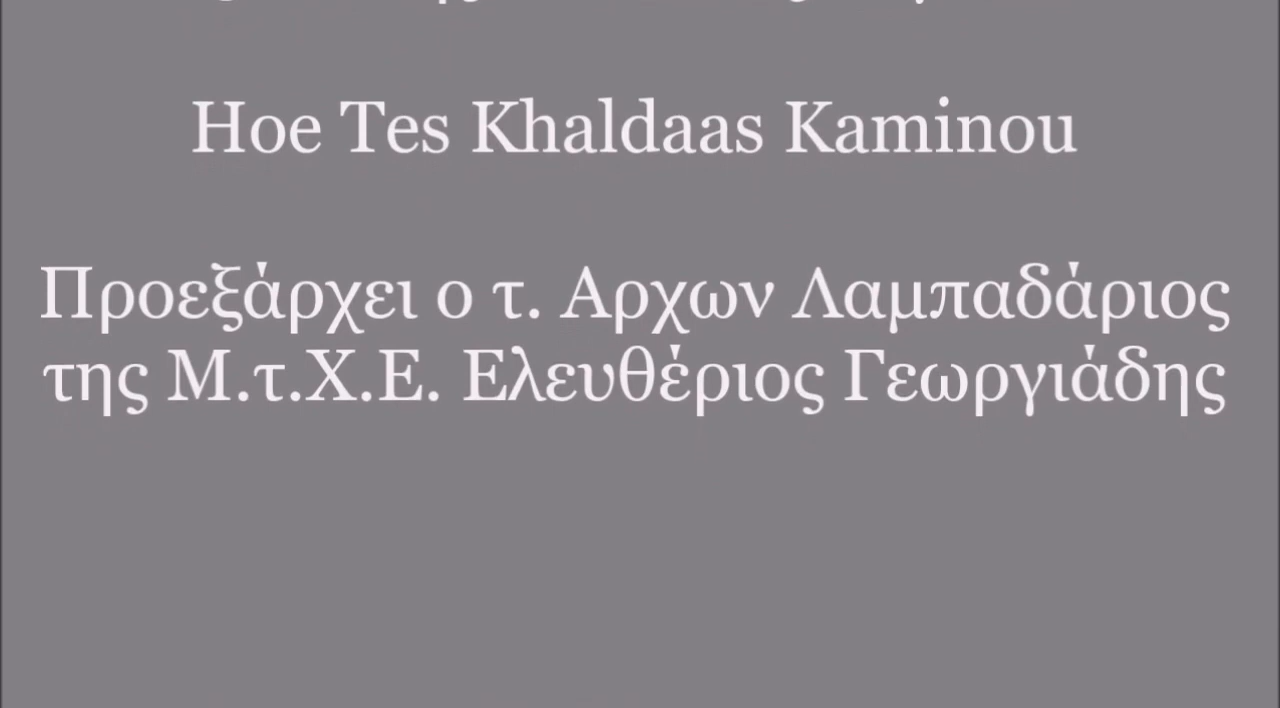 Hoe Tes Khaldaas Kaminou
Προεξάρχει ο τ. Αρχων Λαμπαδάριος
της Μ.τ.Χ.Ε. Ελευθέριος Γεωργιάδης